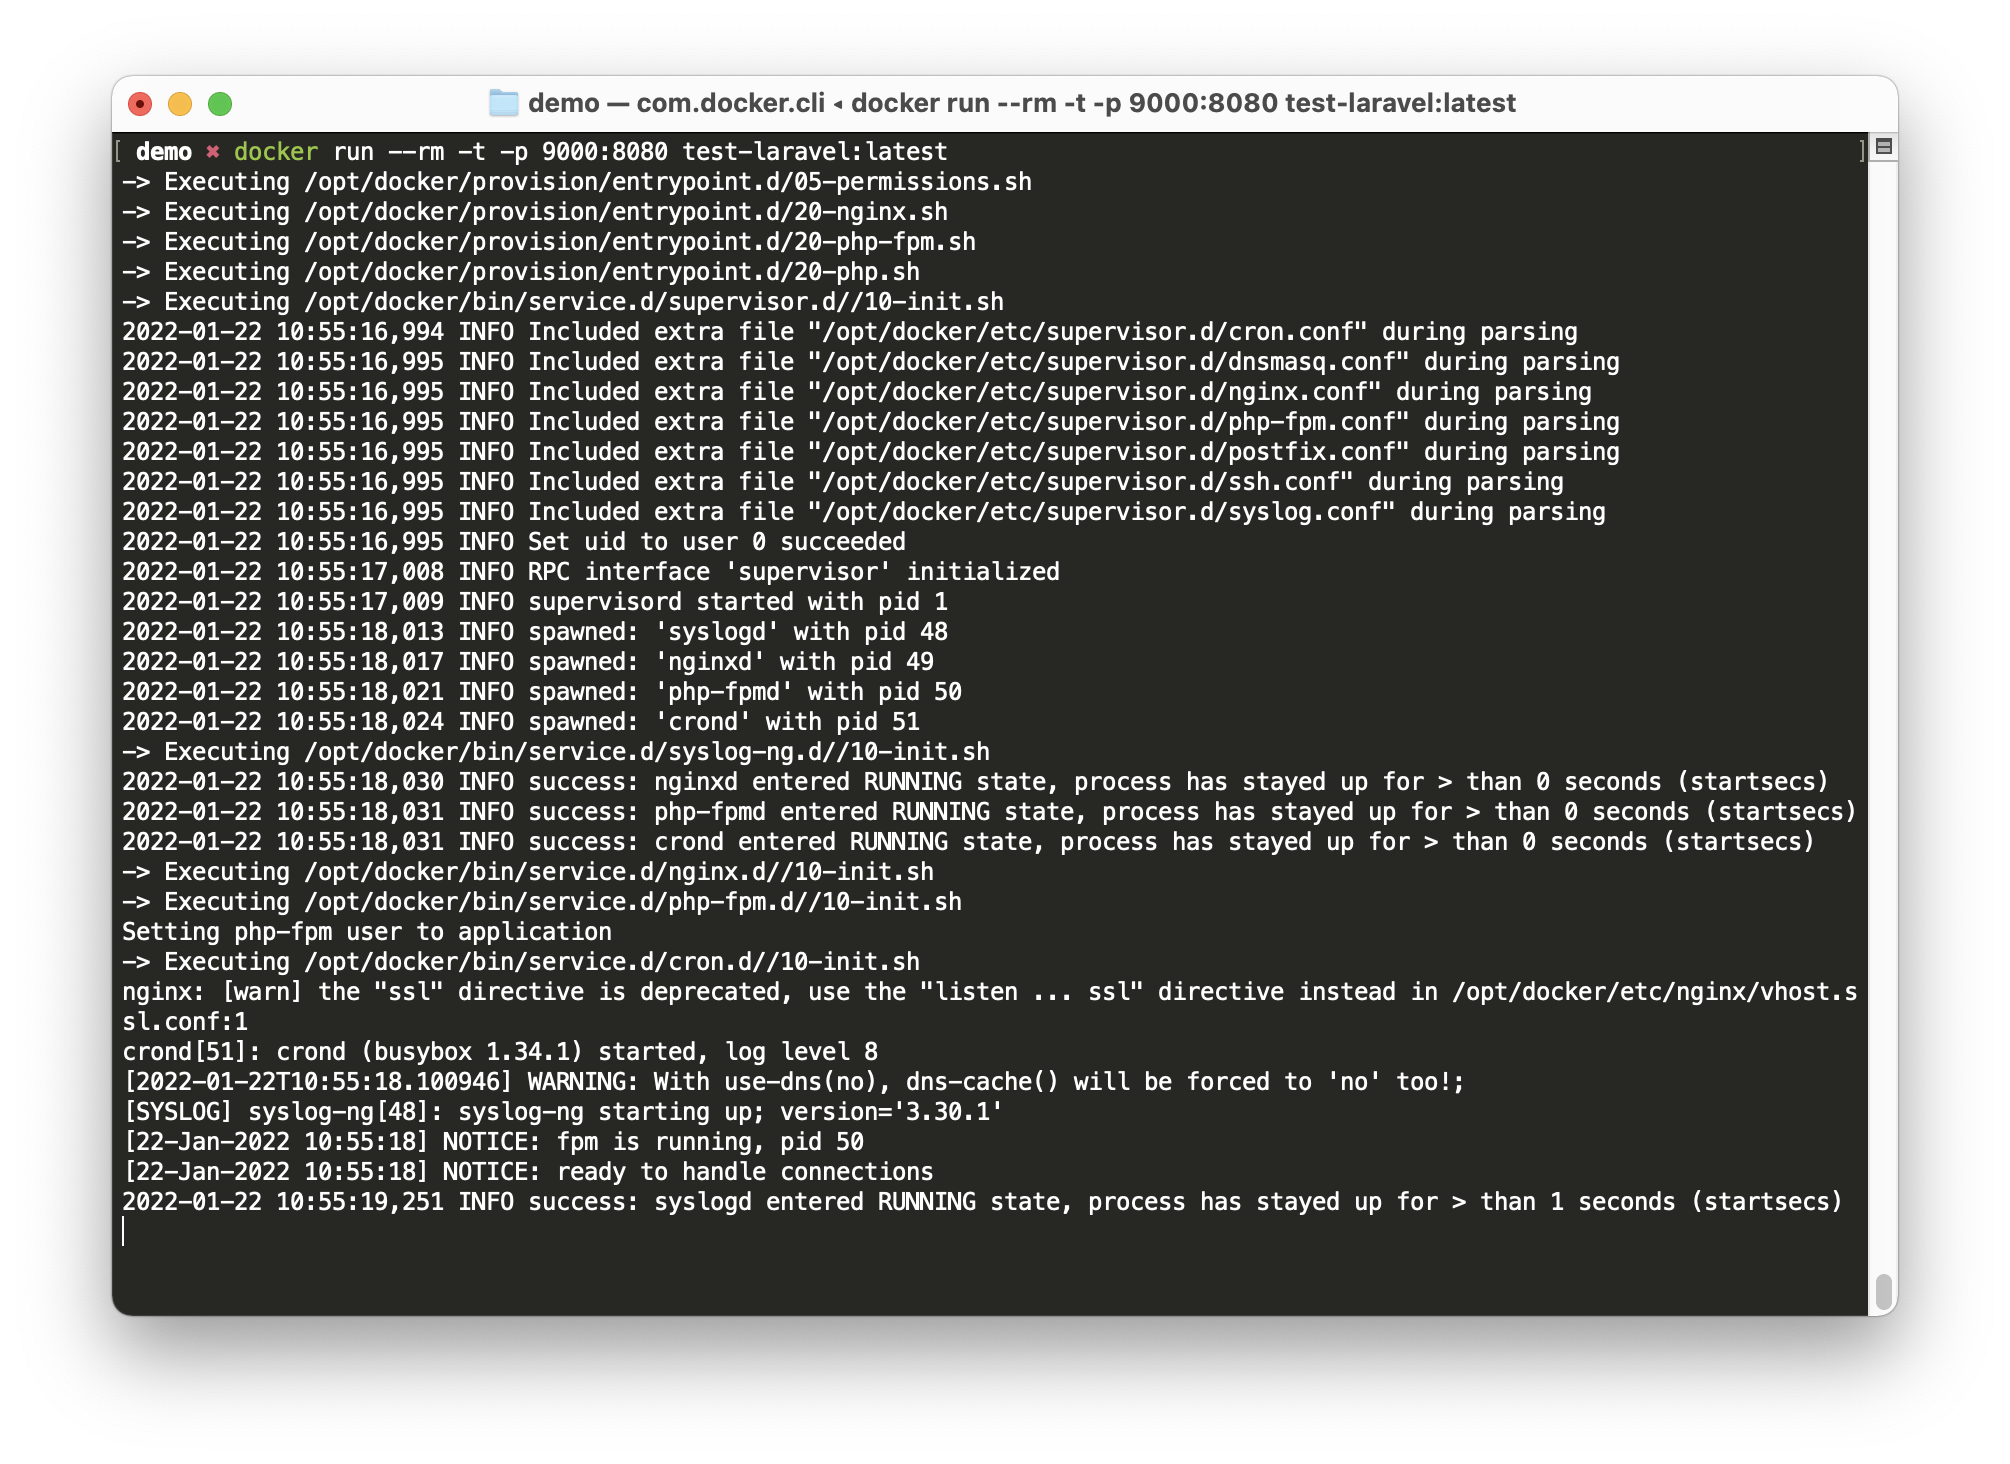 demo — com.docker.cli ◂ docker run --rm -t -p 9000:8080 test-laravel:latest
[ demo ✖ docker run --rm -t -p 9000:8080 test-laravel:latest ]
-> Executing /opt/docker/provision/entrypoint.d/05-permissions.sh
-> Executing /opt/docker/provision/entrypoint.d/20-nginx.sh
-> Executing /opt/docker/provision/entrypoint.d/20-php-fpm.sh
-> Executing /opt/docker/provision/entrypoint.d/20-php.sh
-> Executing /opt/docker/bin/service.d/supervisor.d//10-init.sh
2022-01-22 10:55:16,994 INFO Included extra file "/opt/docker/etc/supervisor.d/cron.conf" during parsing
2022-01-22 10:55:16,995 INFO Included extra file "/opt/docker/etc/supervisor.d/dnsmasq.conf" during parsing
2022-01-22 10:55:16,995 INFO Included extra file "/opt/docker/etc/supervisor.d/nginx.conf" during parsing
2022-01-22 10:55:16,995 INFO Included extra file "/opt/docker/etc/supervisor.d/php-fpm.conf" during parsing
2022-01-22 10:55:16,995 INFO Included extra file "/opt/docker/etc/supervisor.d/postfix.conf" during parsing
2022-01-22 10:55:16,995 INFO Included extra file "/opt/docker/etc/supervisor.d/ssh.conf" during parsing
2022-01-22 10:55:16,995 INFO Included extra file "/opt/docker/etc/supervisor.d/syslog.conf" during parsing
2022-01-22 10:55:16,995 INFO Set uid to user 0 succeeded
2022-01-22 10:55:17,008 INFO RPC interface 'supervisor' initialized
2022-01-22 10:55:17,009 INFO supervisord started with pid 1
2022-01-22 10:55:18,013 INFO spawned: 'syslogd' with pid 48
2022-01-22 10:55:18,017 INFO spawned: 'nginxd' with pid 49
2022-01-22 10:55:18,021 INFO spawned: 'php-fpmd' with pid 50
2022-01-22 10:55:18,024 INFO spawned: 'crond' with pid 51
-> Executing /opt/docker/bin/service.d/syslog-ng.d//10-init.sh
2022-01-22 10:55:18,030 INFO success: nginxd entered RUNNING state, process has stayed up for > than 0 seconds (startsecs)
2022-01-22 10:55:18,031 INFO success: php-fpmd entered RUNNING state, process has stayed up for > than 0 seconds (startsecs)
2022-01-22 10:55:18,031 INFO success: crond entered RUNNING state, process has stayed up for > than 0 seconds (startsecs)
-> Executing /opt/docker/bin/service.d/nginx.d//10-init.sh
-> Executing /opt/docker/bin/service.d/php-fpm.d//10-init.sh
Setting php-fpm user to application
-> Executing /opt/docker/bin/service.d/cron.d//10-init.sh
nginx: [warn] the "ssl" directive is deprecated, use the "listen ... ssl" directive instead in /opt/docker/etc/nginx/vhost.s
sl.conf:1
crond[51]: crond (busybox 1.34.1) started, log level 8
[2022-01-22T10:55:18.100946] WARNING: With use-dns(no), dns-cache() will be forced to 'no' too!;
[SYSLOG] syslog-ng[48]: syslog-ng starting up; version='3.30.1'
[22-Jan-2022 10:55:18] NOTICE: fpm is running, pid 50
[22-Jan-2022 10:55:18] NOTICE: ready to handle connections
2022-01-22 10:55:19,251 INFO success: syslogd entered RUNNING state, process has stayed up for > than 1 seconds (startsecs)